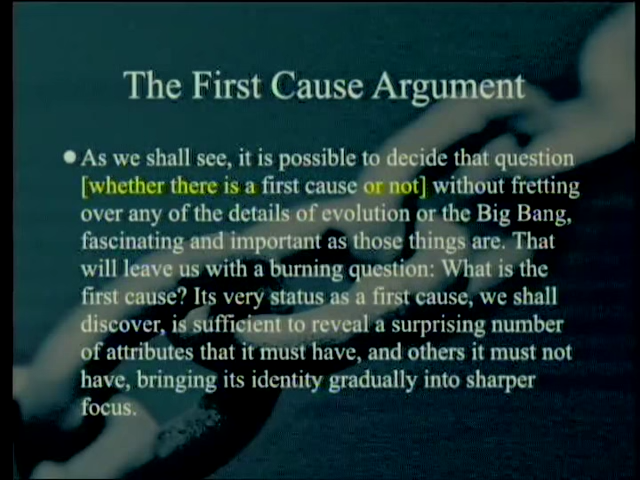 The First Cause Argument
As we shall see, it is possible to decide that question
[whether there is a first cause or not] without fretting
over any of the details of evolution or the Big Bang,
fascinating and important as those things are. That
will leave us with a burning question: What is the
first cause? Its very status as a first cause, we shall
discover, is sufficient to reveal a surprising number
of attributes that it must have, and others it must not
have, bringing its identity gradually into sharper
focus.